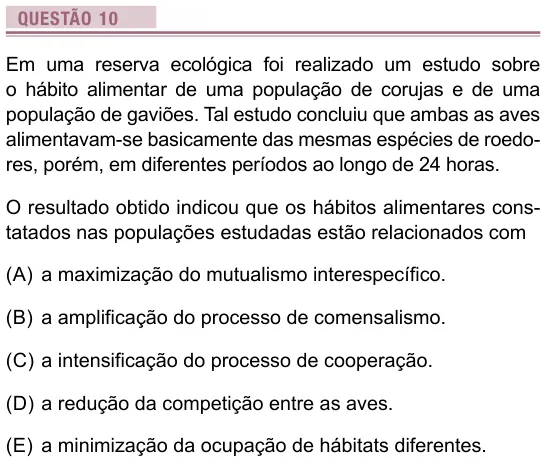 QUESTÃO 10
Em uma reserva ecológica foi realizado um estudo sobre
o hábito alimentar de uma população de corujas e de uma
população de gaviões. Tal estudo concluiu que ambas as aves
alimentavam-se basicamente das mesmas espécies de roedo-
res, porém, em diferentes períodos ao longo de 24 horas.
O resultado obtido indicou que os hábitos alimentares cons-
tatados nas populações estudadas estão relacionados com
(A) a maximização do mutualismo interespecífico.
(B) a amplificação do processo de comensalismo.
(C) a intensificação do processo de cooperação.
(D) a redução da competição entre as aves.
(E) a minimização da ocupação de hábitats diferentes.